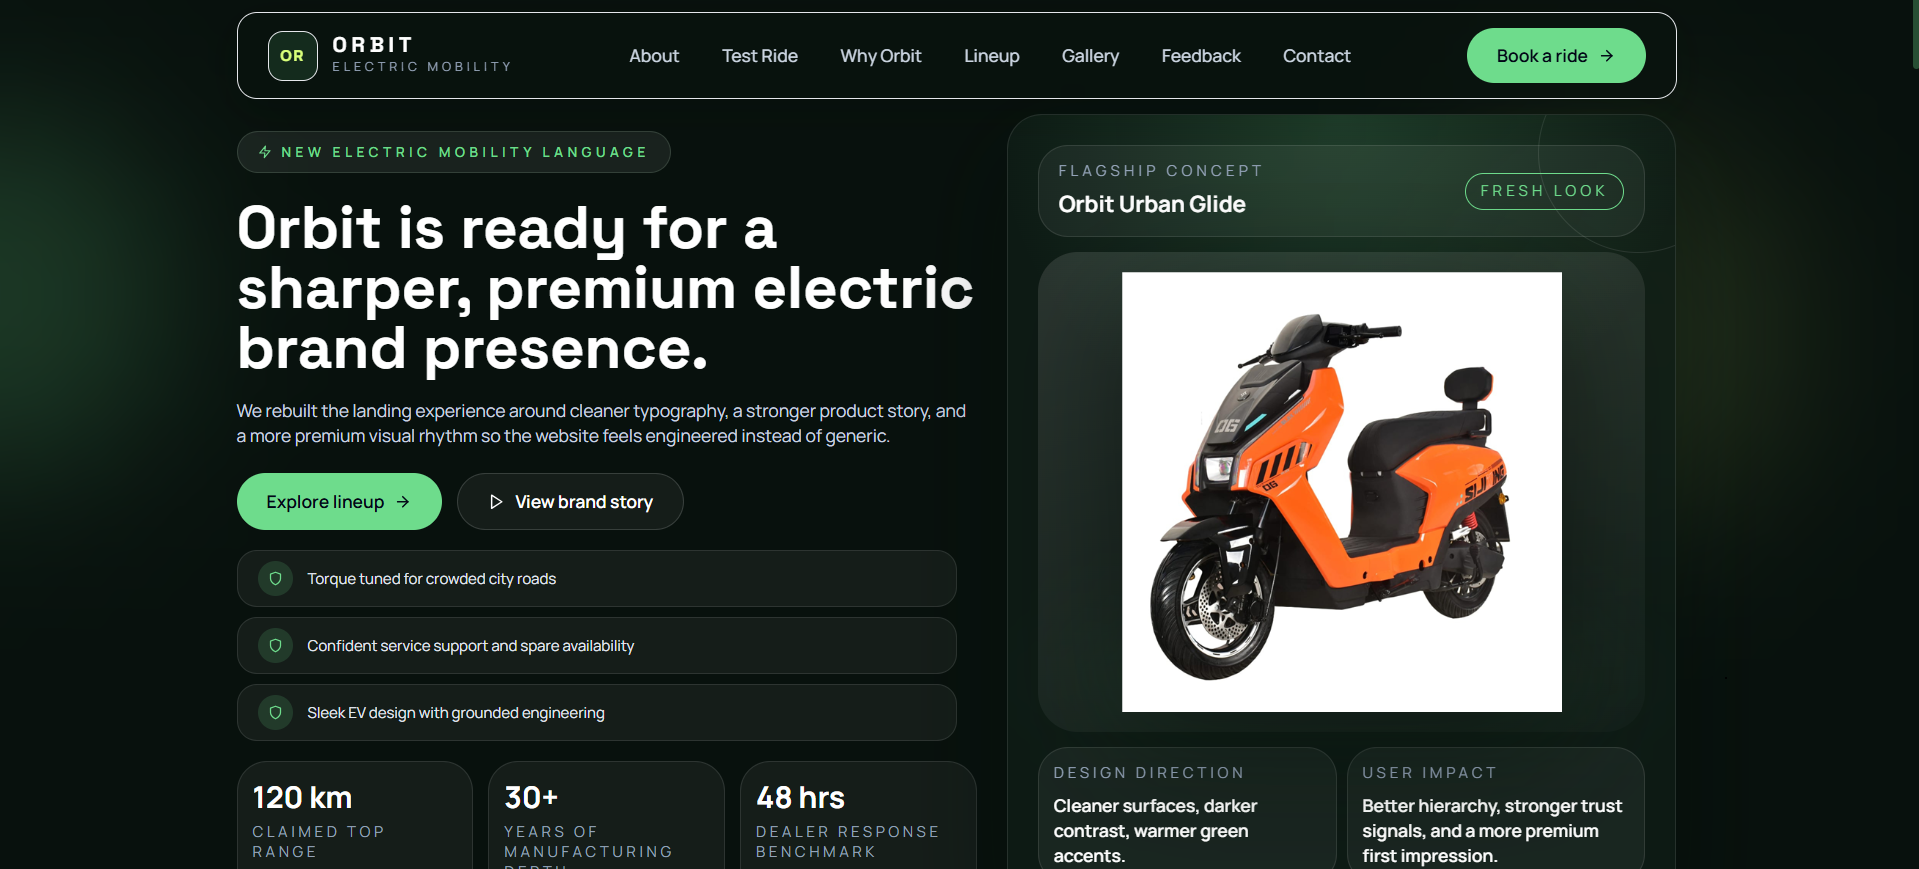 OR
ORBIT
ELECTRIC MOBILITY
About
Test Ride
Why Orbit
Lineup
Gallery
Feedback
Contact
Book a ride
NEW ELECTRIC MOBILITY LANGUAGE
Orbit is ready for a
sharper, premium electric
brand presence.
We rebuilt the landing experience around cleaner typography, a stronger product story, and
a more premium visual rhythm so the website feels engineered instead of generic.
Explore lineup
View brand story
Torque tuned for crowded city roads
Confident service support and spare availability
Sleek EV design with grounded engineering
120 km
CLAIMED TOP
RANGE
30+
YEARS OF
MANUFACTURING
DEPTH
48 hrs
DEALER RESPONSE
BENCHMARK
FLAGSHIP CONCEPT
Orbit Urban Glide
FRESH LOOK
DESIGN DIRECTION
Cleaner surfaces, darker
contrast, warmer green
accents.
USER IMPACT
Better hierarchy, stronger trust
signals, and a more premium
first impression.